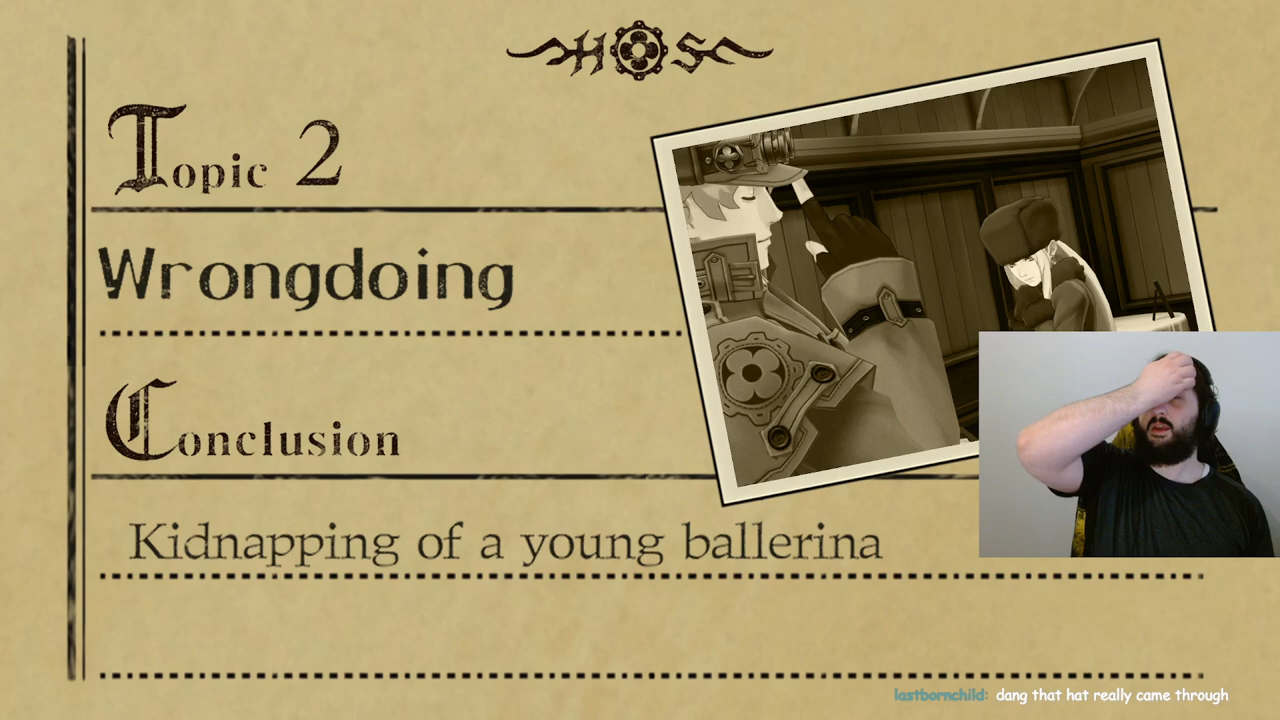 H S
Topic 2
Wrongdoing
Conclusion
Kidnapping of a young ballerina
lastbornchild: dang that hat really came through